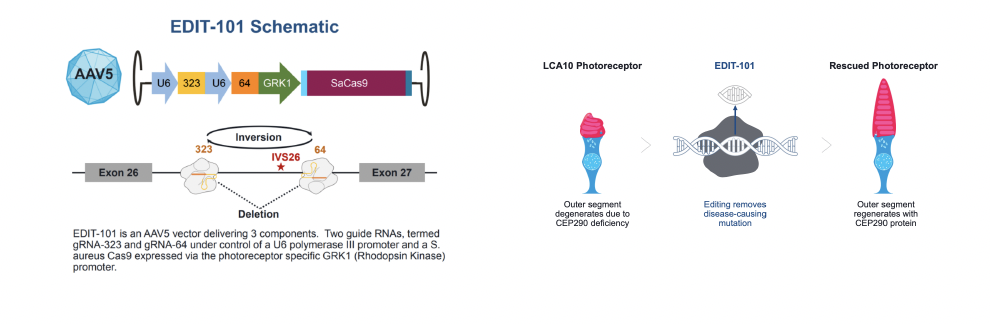 EDIT-101 Schematic
AAV5
U6 323 U6 64 GRK1 SaCas9
Inversion
323 IVS26 64
Exon 26 Exon 27
Deletion
EDIT-101 is an AAV5 vector delivering 3 components. Two guide RNAs, termed
gRNA-323 and gRNA-64 under control of a U6 polymerase III promoter and a S.
aureus Cas9 expressed via the photoreceptor specific GRK1 (Rhodopsin Kinase)
promoter.
LCA10 Photoreceptor
Outer segment
degenerates due to
CEP290 deficiency
EDIT-101
Editing removes
disease-causing
mutation
Rescued Photoreceptor
Outer segment
regenerates with
CEP290 protein